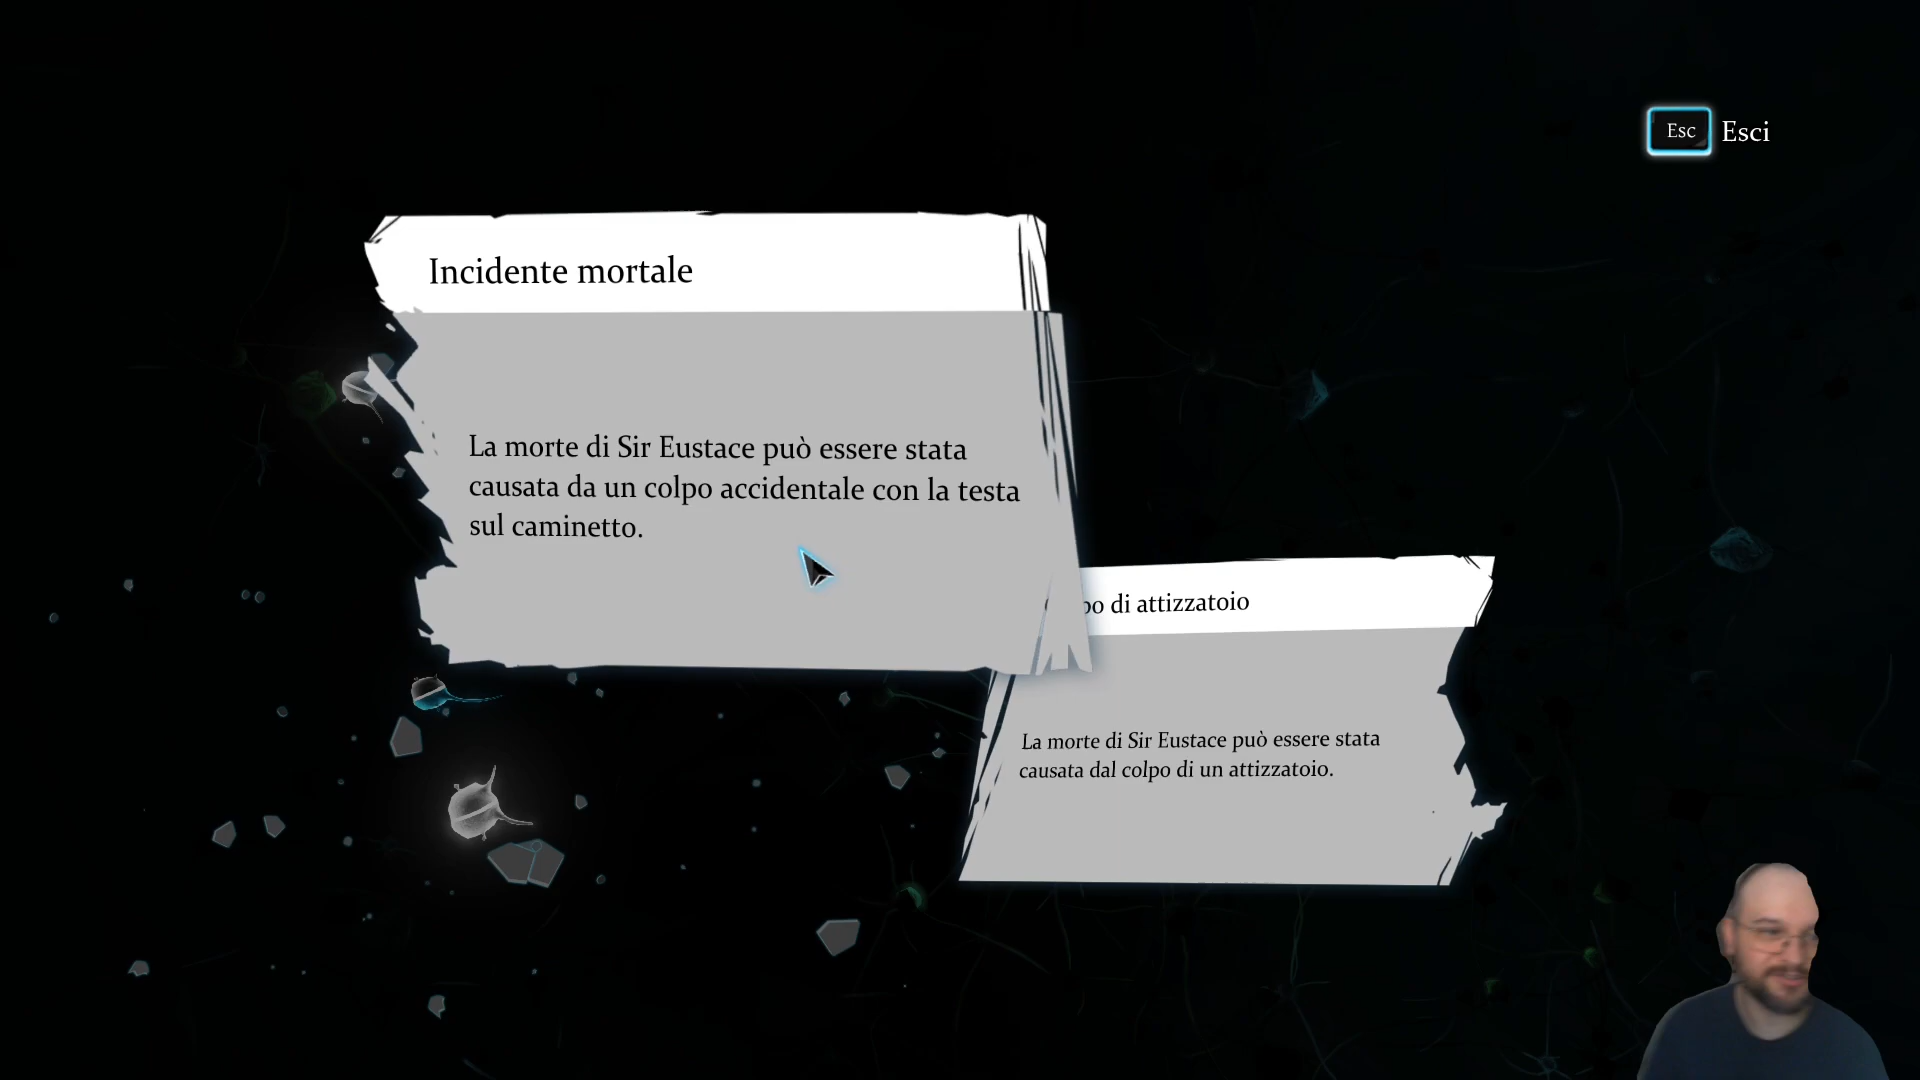 Esc Esci
Incidente mortale
La morte di Sir Eustace può essere stata
causata da un colpo accidentale con la testa
sul caminetto.
di attizzatoio
La morte di Sir Eustace può essere stata
causata dal colpo di un attizzatoio.